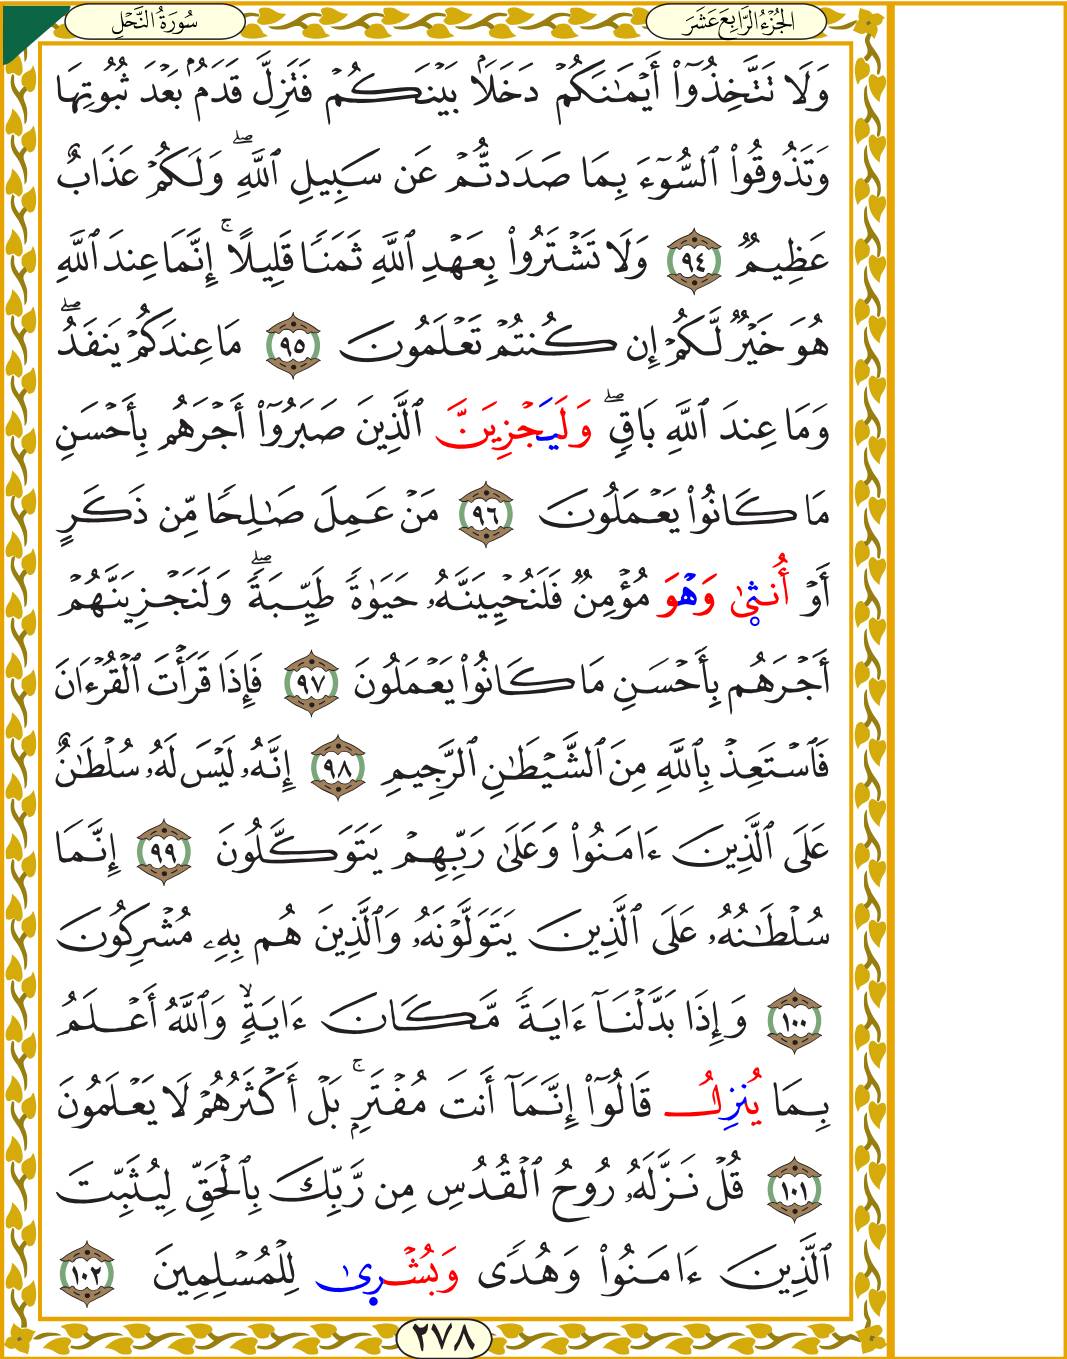 سُورَةُ النَّحْلِ
الجُزْءُ الرَّابِعَ عَشَرَ
وَلَا تَتَّخِذُوٓاْ أَيْمَٰنَكُمْ دَخَلَۢا بَيْنَكُمْ فَتَزِلَّ قَدَمُۢ بَعْدَ ثُبُوتِهَا
وَتَذُوقُواْ ٱلسُّوٓءَ بِمَا صَدَدتُّمْ عَن سَبِيلِ ٱللَّهِۖ وَلَكُمْ عَذَابٌ
عَظِيمٌ ٩٤ وَلَا تَشْتَرُواْ بِعَهْدِ ٱللَّهِ ثَمَنًا قَلِيلًاۚ إِنَّمَا عِندَ ٱللَّهِ
هُوَ خَيْرٌ لَّكُمْ إِن كُنتُمْ تَعْلَمُونَ ٩٥ مَا عِندَكُمْ يَنفَدُۖ
وَمَا عِندَ ٱللَّهِ بَاقٍۖ وَلَيَجْزِيَنَّ ٱلَّذِينَ صَبَرُوٓاْ أَجْرَهُم بِأَحْسَنِ
مَا كَانُواْ يَعْمَلُونَ ٩٦ مَنْ عَمِلَ صَٰلِحًا مِّن ذَكَرٍ
أَوْ أُنثىٰ وَهْوَ مُؤْمِنٌ فَلَنُحْيِيَنَّهُۥ حَيَوٰةً طَيِّبَةًۖ وَلَنَجْزِيَنَّهُمْ
أَجْرَهُم بِأَحْسَنِ مَا كَانُواْ يَعْمَلُونَ ٩٧ فَإِذَا قَرَأْتَ ٱلْقُرْءَانَ
فَٱسْتَعِذْ بِٱللَّهِ مِنَ ٱلشَّيْطَٰنِ ٱلرَّجِيمِ ٩٨ إِنَّهُۥ لَيْسَ لَهُۥ سُلْطَٰنٌ
عَلَى ٱلَّذِينَ ءَامَنُواْ وَعَلَىٰ رَبِّهِمْ يَتَوَكَّلُونَ ٩٩ إِنَّمَا
سُلْطَٰنُهُۥ عَلَى ٱلَّذِينَ يَتَوَلَّوْنَهُۥ وَٱلَّذِينَ هُم بِهِۦ مُشْرِكُونَ
١٠٠ وَإِذَا بَدَّلْنَآ ءَايَةً مَّكَانَ ءَايَةٍۙ وَٱللَّهُ أَعْلَمُ
بِمَا يُنزِلُ قَالُوٓاْ إِنَّمَآ أَنتَ مُفْتَرٍۭۚ بَلْ أَكْثَرُهُمْ لَا يَعْلَمُونَ
١٠١ قُلْ نَزَّلَهُۥ رُوحُ ٱلْقُدُسِ مِن رَّبِّكَ بِٱلْحَقِّ لِيُثَبِّتَ
ٱلَّذِينَ ءَامَنُواْ وَهُدًى وَبُشْرىٰ لِلْمُسْلِمِينَ ١٠٢
٢٧٨